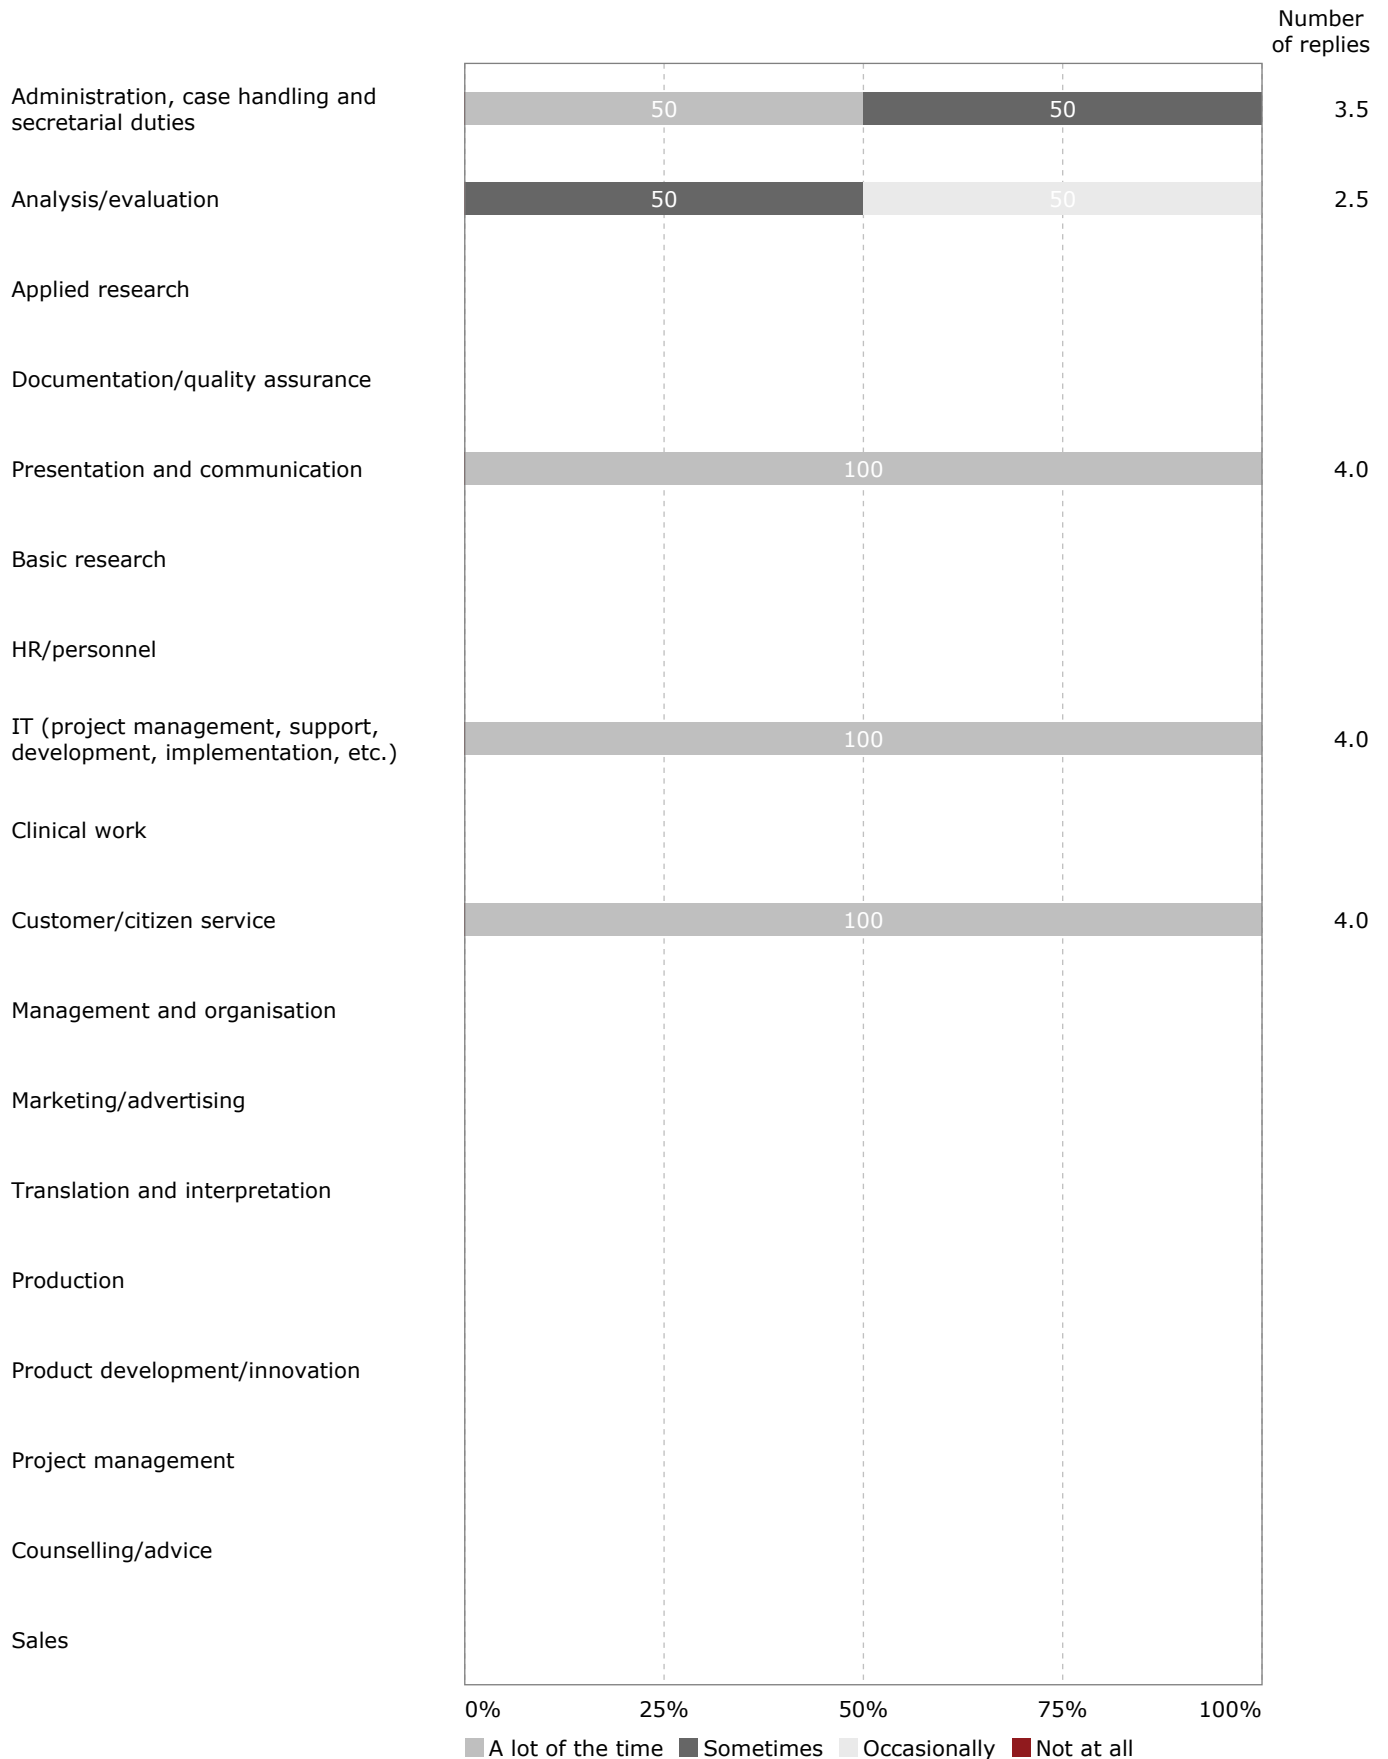 Number
of replies
Administration, case handling and
secretarial duties
50 50 3.5
Analysis/evaluation 50 50 2.5
Applied research
Documentation/quality assurance
Presentation and communication 100 4.0
Basic research
HR/personnel
IT (project management, support,
development, implementation, etc.)
100 4.0
Clinical work
Customer/citizen service 100 4.0
Management and organisation
Marketing/advertising
Translation and interpretation
Production
Product development/innovation
Project management
Counselling/advice
Sales
0% 25% 50% 75% 100%
A lot of the time Sometimes Occasionally Not at all